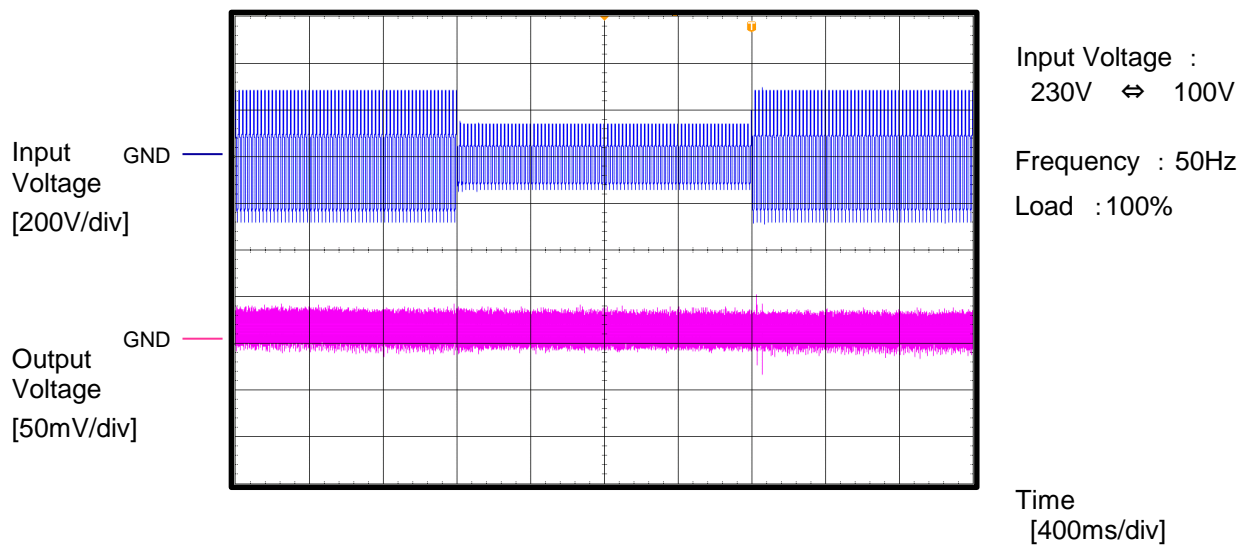 T
Input Voltage :
230V ⇔ 100V
Input
Voltage
[200V/div]
GND
Frequency : 50Hz
Load :100%
GND
Output
Voltage
[50mV/div]
Time
[400ms/div]